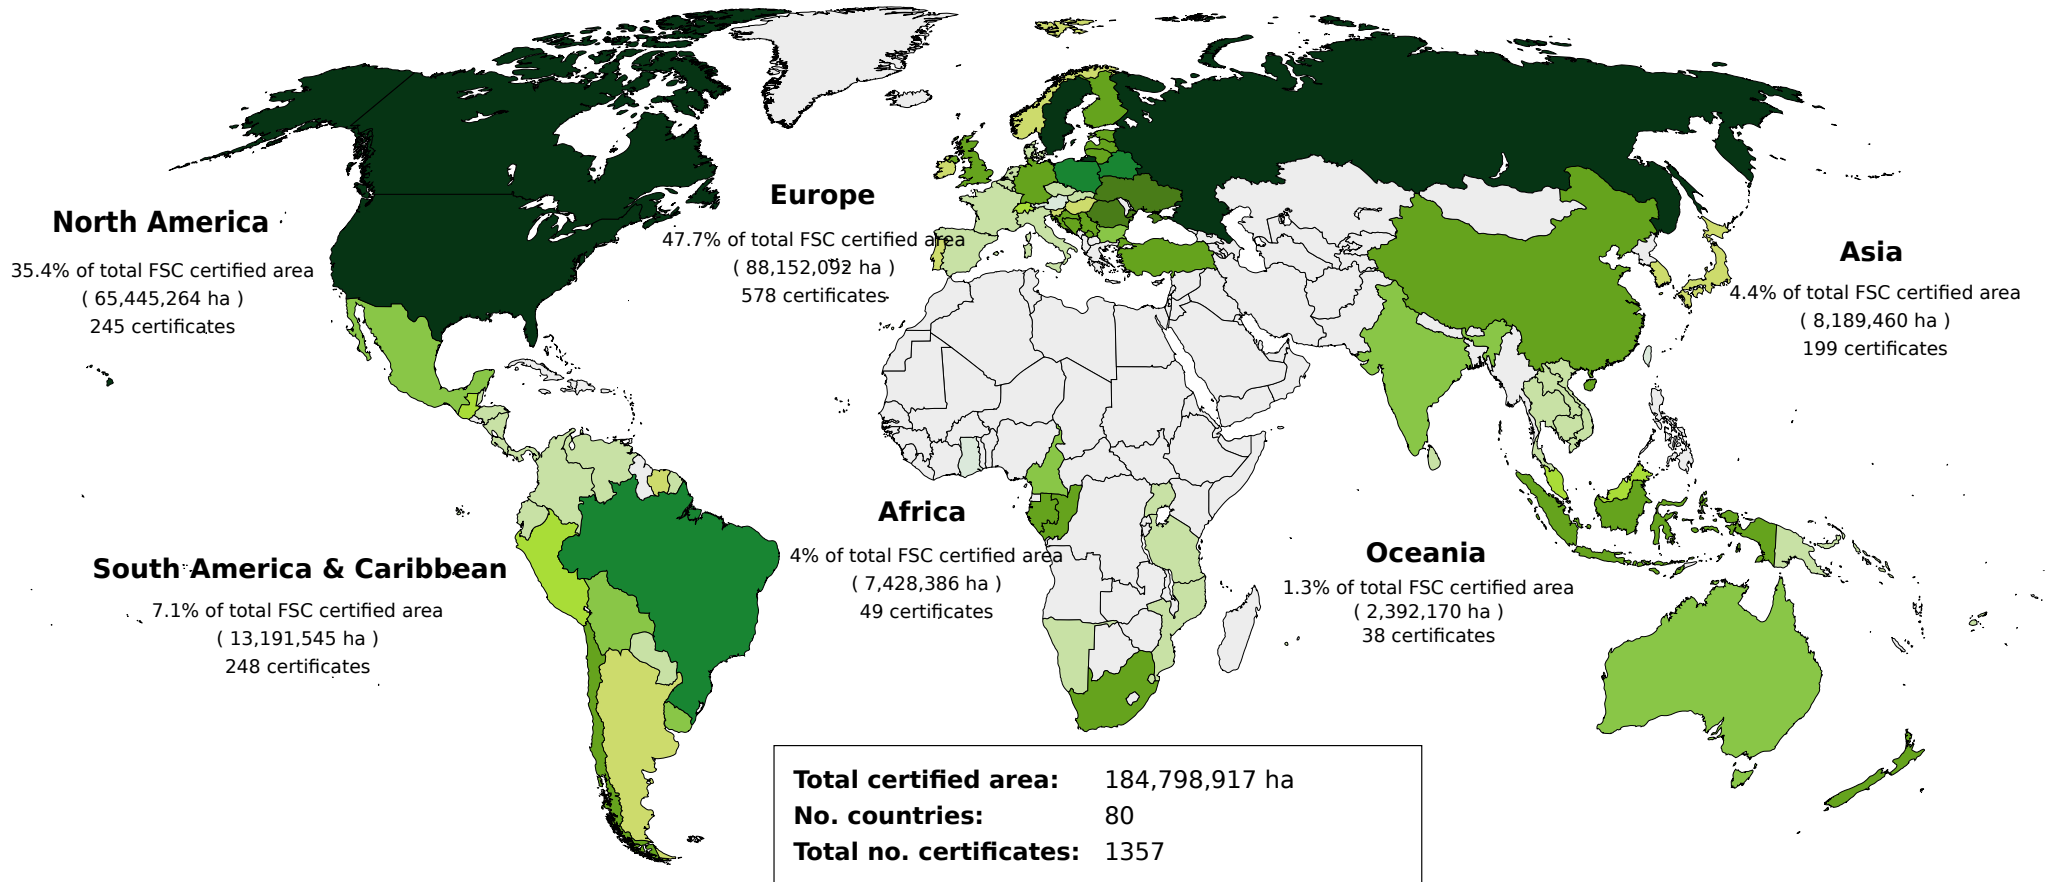 North America
35.4% of total FSC certified area
( 65,445,264 ha )
245 certificates
Europe
47.7% of total FSC certified area
( 88,152,092 ha )
578 certificates
Asia
4.4% of total FSC certified area
( 8,189,460 ha )
199 certificates
South America & Caribbean
7.1% of total FSC certified area
( 13,191,545 ha )
248 certificates
Africa
4% of total FSC certified area
( 7,428,386 ha )
49 certificates
Oceania
1.3% of total FSC certified area
( 2,392,170 ha )
38 certificates
Total certified area: 184,798,917 ha
No. countries: 80
Total no. certificates: 1357